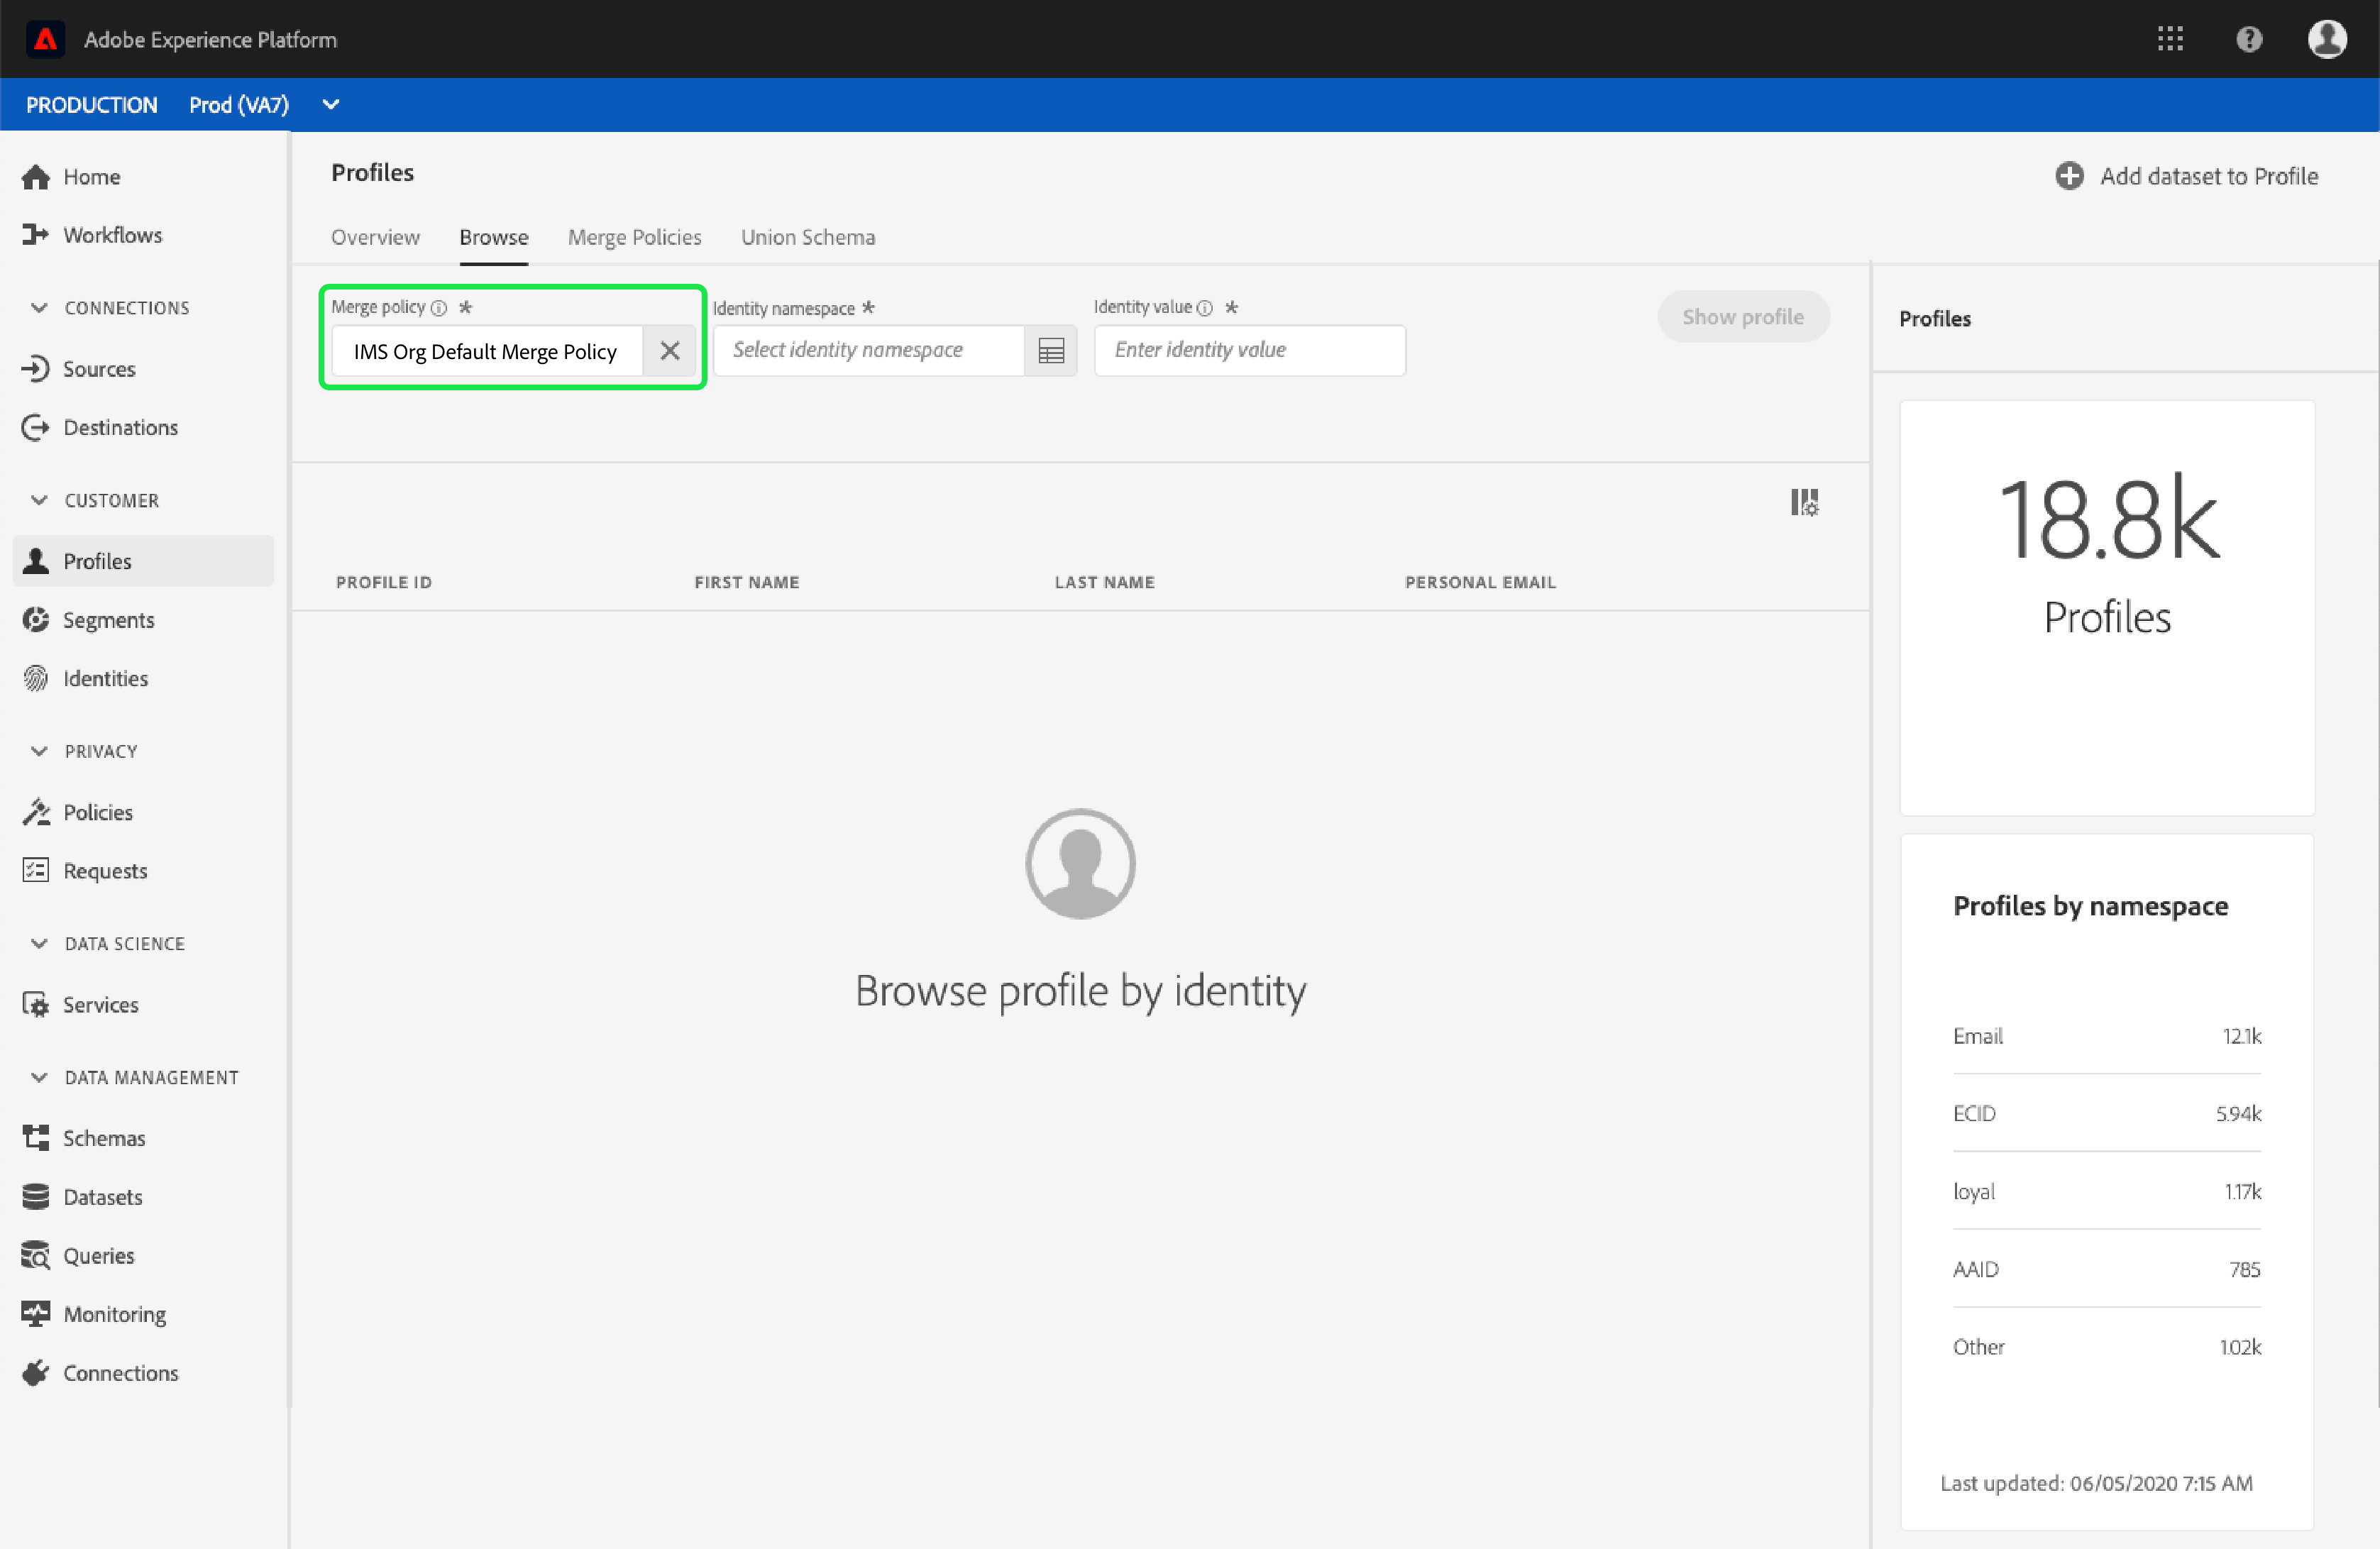 Adobe Experience Platform
PRODUCTION Prod (VA7)
Home
Workflows
CONNECTIONS
Sources
Destinations
CUSTOMER
Profiles
Segments
Identities
PRIVACY
Policies
Requests
DATA SCIENCE
Services
DATA MANAGEMENT
Schemas
Datasets
Queries
Monitoring
Connections
Profiles
Add dataset to Profile
Overview Browse Merge Policies Union Schema
Merge policy * Identity namespace * Identity value *
IMS Org Default Merge Policy Select identity namespace Enter identity value
Show profile
PROFILE ID FIRST NAME LAST NAME PERSONAL EMAIL
Browse profile by identity
Profiles
18.8k
Profiles
Profiles by namespace
Email 12.1k
ECID 5.94k
loyal 1.17k
AAID 785
Other 1.02k
Last updated: 06/05/2020 7:15 AM